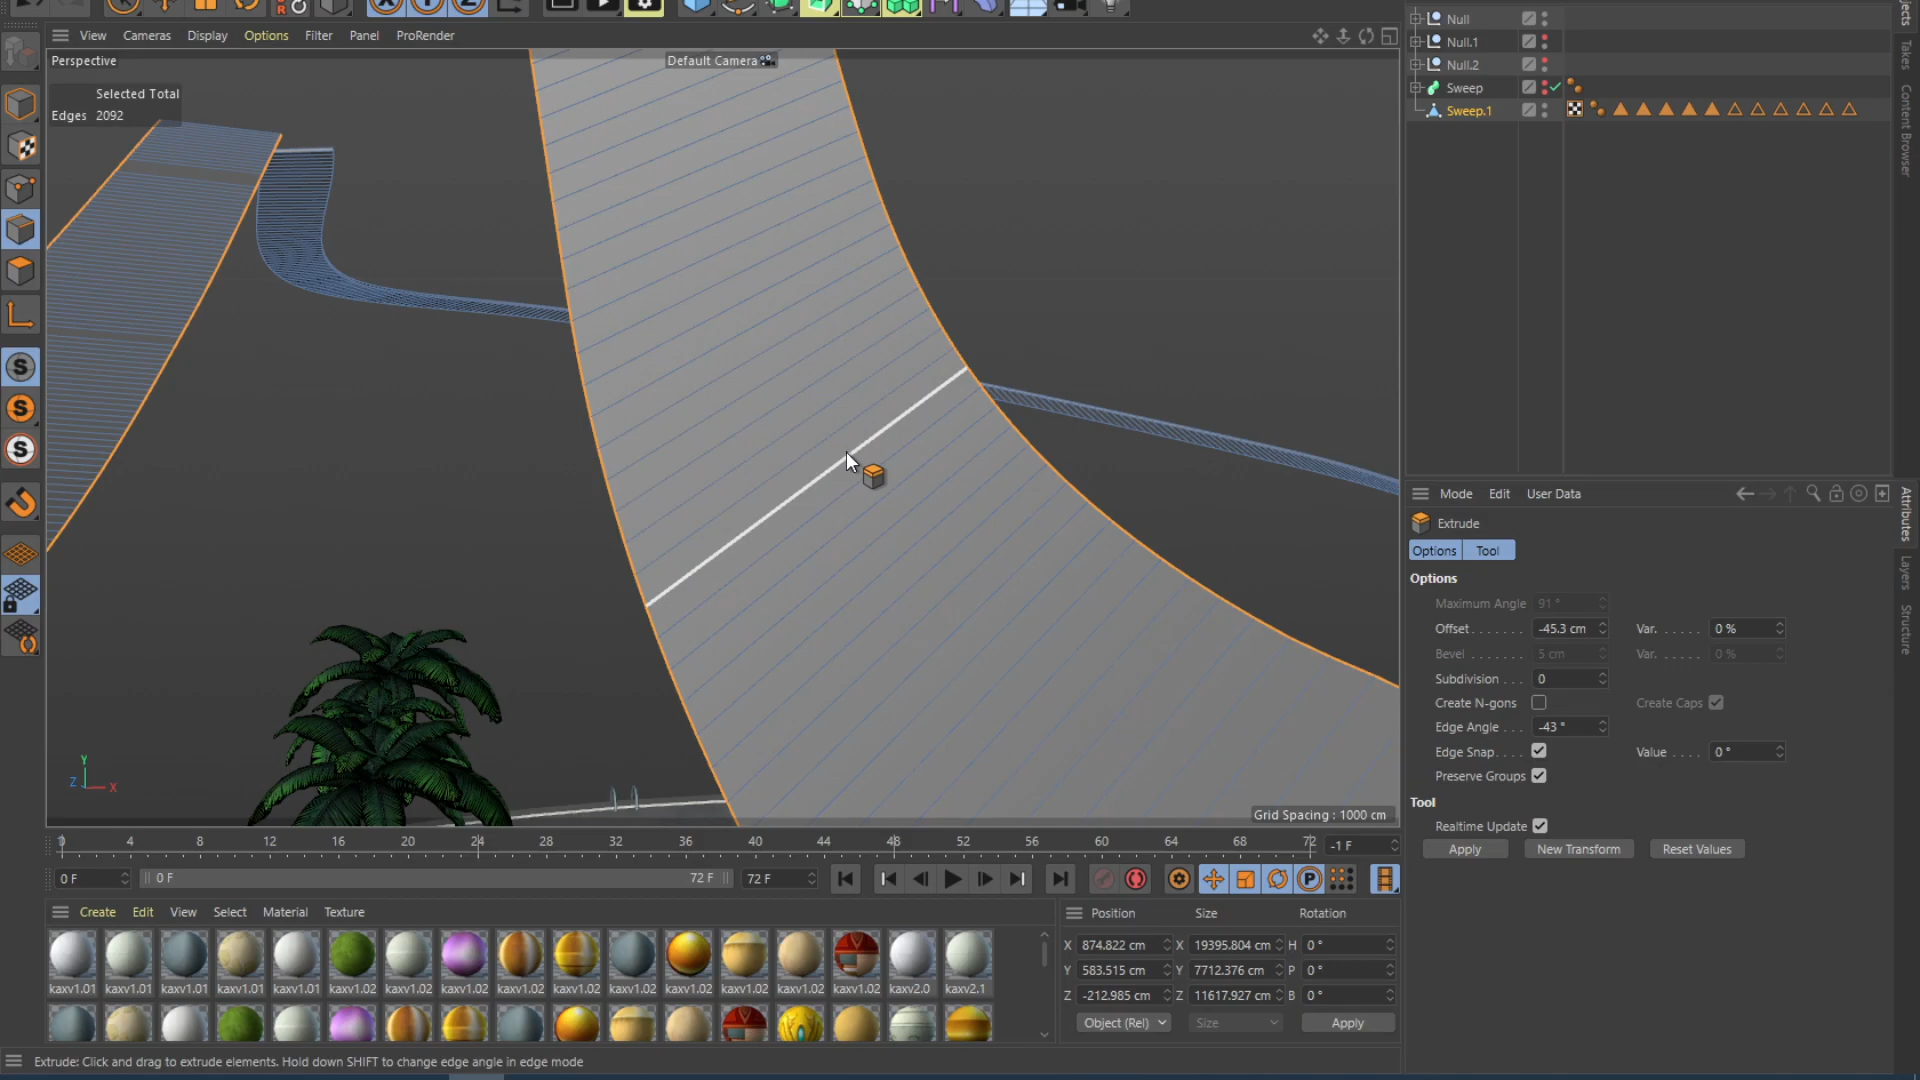 View Cameras Display Options Filter Panel ProRender
Perspective
Default Camera
Selected Total
Edges 2092
Y
Z X
Grid Spacing : 1000 cm
0 4 8 12 16 20 24 28 32 36 40 44 48 52 56 60 64 68 72 -1 F
0 F 0 F 72 F 72 F
Create Edit View Select Material Texture
kaxv1.01 kaxv1.01 kaxv1.01 kaxv1.01 kaxv1.01 kaxv1.02 kaxv1.02 kaxv1.02 kaxv1.02 kaxv1.02 kaxv1.02 kaxv1.02 kaxv1.02 kaxv1.02 kaxv1.02 kaxv2.0 kaxv2.1
Position Size Rotation
X 874.822 cm X 19395.804 cm H 0 °
Y 583.515 cm Y 7712.376 cm P 0 °
Z -212.985 cm Z 11617.927 cm B 0 °
Object (Rel) Size Apply
Extrude: Click and drag to extrude elements. Hold down SHIFT to change edge angle in edge mode
Null
Null.1
Null.2
Sweep
Sweep.1
Takes
Content Browser
Mode Edit User Data
Extrude
Options Tool
Options
Maximum Angle 91 °
Offset . . . . . . . -45.3 cm Var. . . . . . 0 %
Bevel . . . . . . . 5 cm Var. . . . . . 0 %
Subdivision . . . 0
Create N-gons Create Caps
Edge Angle . . . -43 °
Edge Snap. . . . Value . . . . 0 °
Preserve Groups
Tool
Realtime Update
Apply New Transform Reset Values
Attributes
Layers
Structure